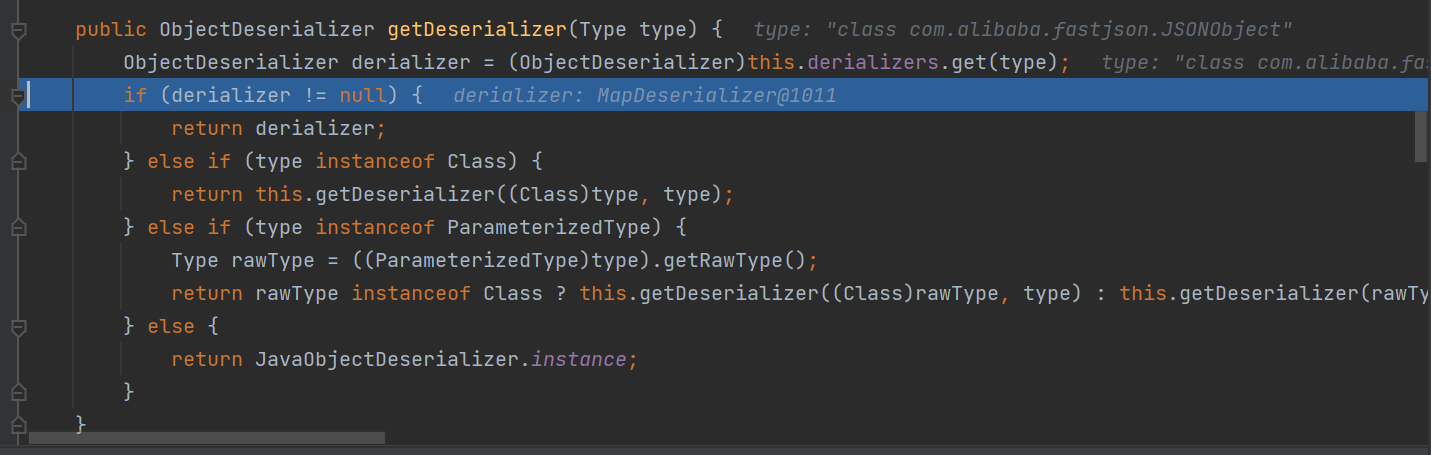 public ObjectDeserializer getDeserializer(Type type) {  type: "class com.alibaba.fastjson.JSONObject"
ObjectDeserializer derializer = (ObjectDeserializer)this.derializers.get(type);  type: "class com.alibaba.fa
if (derializer != null) {  derializer: MapDeserializer@1011
return derializer;
} else if (type instanceof Class) {
return this.getDeserializer((Class)type, type);
} else if (type instanceof ParameterizedType) {
Type rawType = ((ParameterizedType)type).getRawType();
return rawType instanceof Class ? this.getDeserializer((Class)rawType, type) : this.getDeserializer(rawTy
} else {
return JavaObjectDeserializer.instance;
}
}